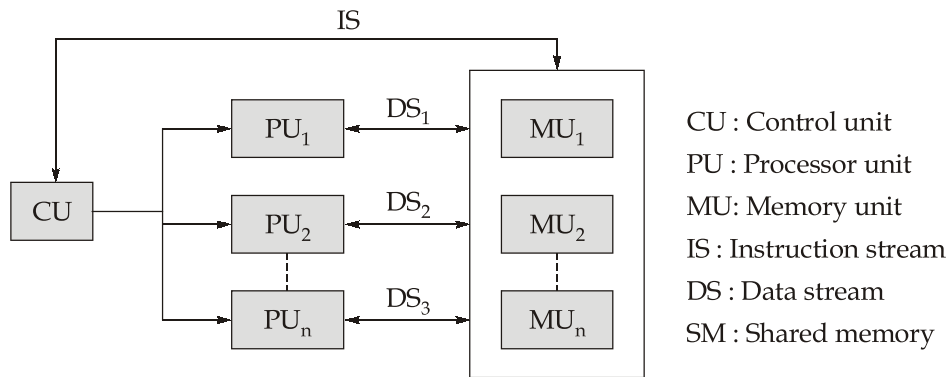 IS
PU₁ DS₁ MU₁
CU
PU₂ DS₂ MU₂
PUₙ DS₃ MUₙ
CU : Control unit
PU : Processor unit
MU: Memory unit
IS : Instruction stream
DS : Data stream
SM : Shared memory